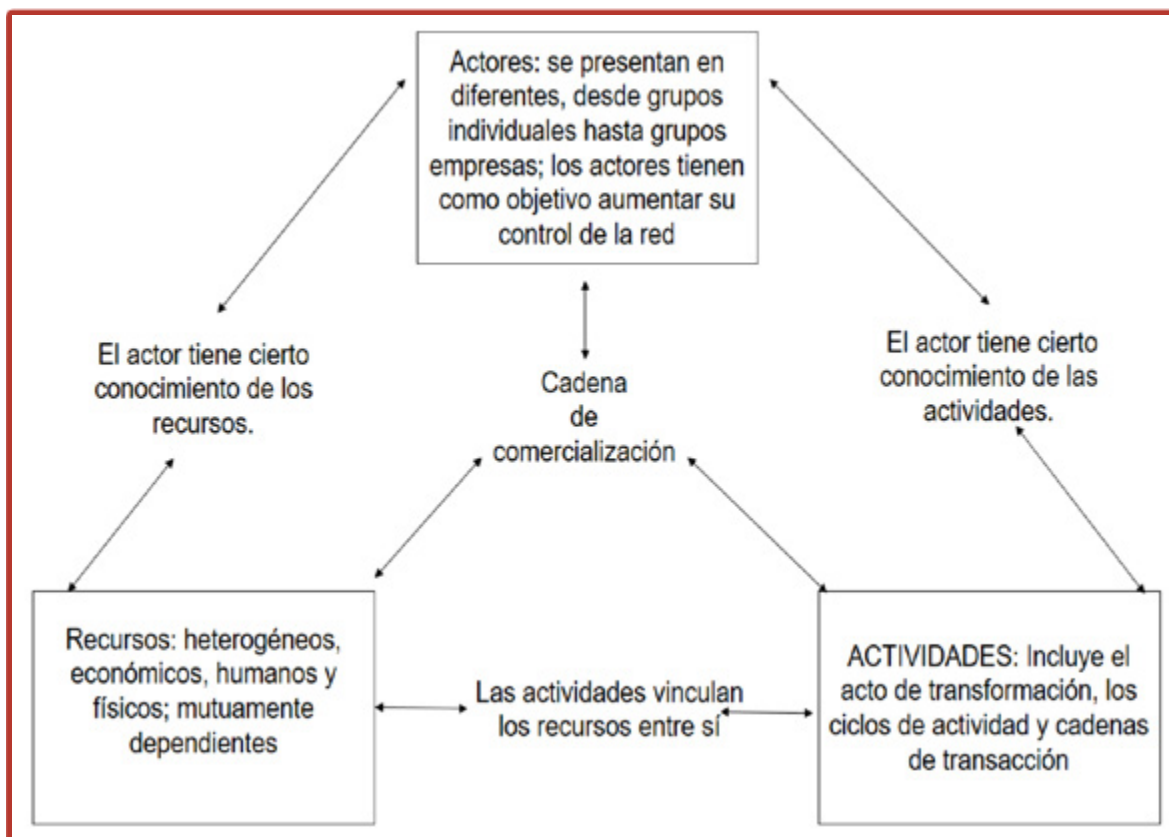 Actores: se presentan en
diferentes, desde grupos
individuales hasta grupos
empresas; los actores tienen
como objetivo aumentar su
control de la red
El actor tiene cierto
conocimiento de los
recursos.
Cadena
de
comercialización
El actor tiene cierto
conocimiento de las
actividades.
Recursos: heterogéneos,
económicos, humanos y
físicos; mutuamente
dependientes
Las actividades vinculan
los recursos entre sí
ACTIVIDADES: Incluye el
acto de transformación, los
ciclos de actividad y cadenas
de transacción